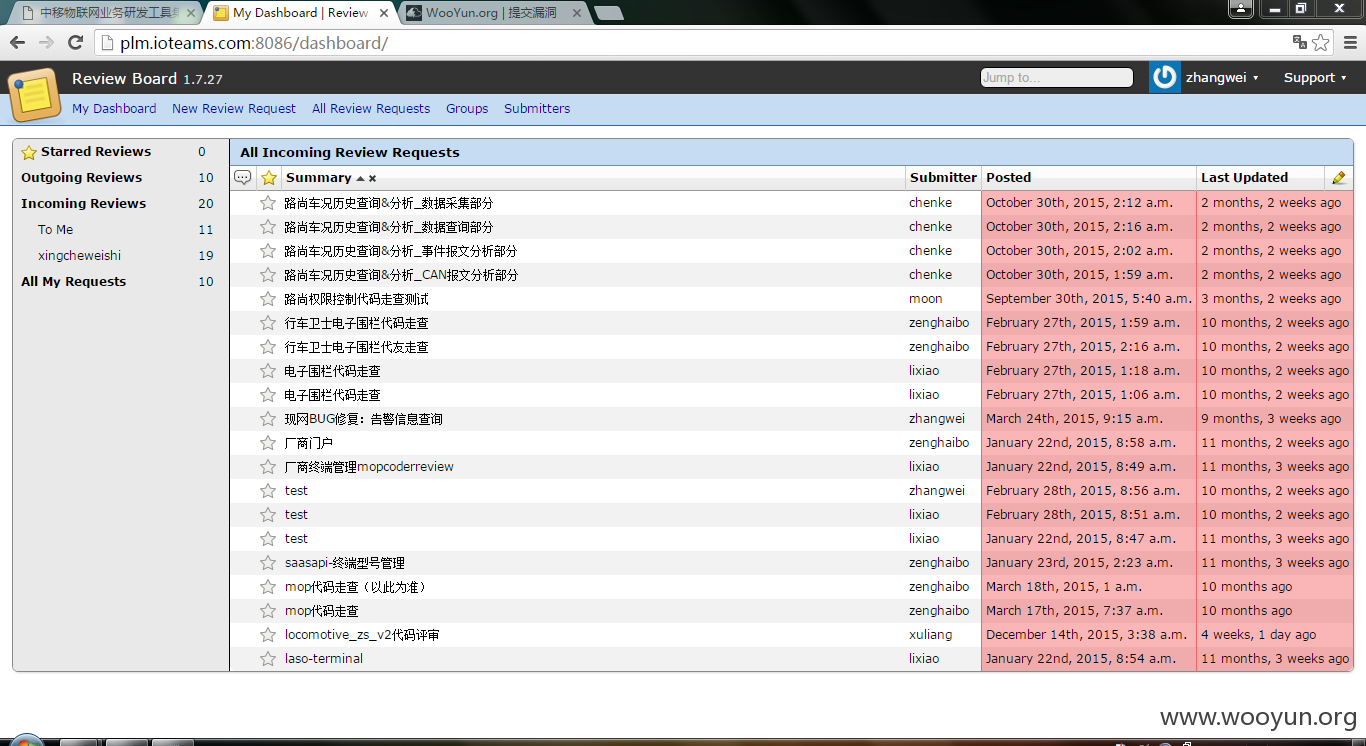 中移物联网业务研发工具集
My Dashboard | Review
WooYun.org | 提交漏洞
plm.ioteams.com:8086/dashboard/
Review Board 1.7.27
Jump to...
zhangwei
Support
My Dashboard New Review Request All Review Requests Groups Submitters
Starred Reviews 0
Outgoing Reviews 10
Incoming Reviews 20
To Me 11
xingcheweishi 19
All My Requests 10
All Incoming Review Requests
Summary Submitter Posted Last Updated
路尚车况历史查询&分析_数据采集部分 chenke October 30th, 2015, 2:12 a.m. 2 months, 2 weeks ago
路尚车况历史查询&分析_数据查询部分 chenke October 30th, 2015, 2:16 a.m. 2 months, 2 weeks ago
路尚车况历史查询&分析_事件报文分析部分 chenke October 30th, 2015, 2:02 a.m. 2 months, 2 weeks ago
路尚车况历史查询&分析_CAN报文分析部分 chenke October 30th, 2015, 1:59 a.m. 2 months, 2 weeks ago
路尚权限控制代码走查测试 moon September 30th, 2015, 5:40 a.m. 3 months, 2 weeks ago
行车卫士电子围栏代码走查 zenghaibo February 27th, 2015, 1:59 a.m. 10 months, 2 weeks ago
行车卫士电子围栏代友走查 zenghaibo February 27th, 2015, 2:16 a.m. 10 months, 2 weeks ago
电子围栏代码走查 lixiao February 27th, 2015, 1:18 a.m. 10 months, 2 weeks ago
电子围栏代码走查 lixiao February 27th, 2015, 1:06 a.m. 10 months, 2 weeks ago
现网BUG修复：告警信息查询 zhangwei March 24th, 2015, 9:15 a.m. 9 months, 3 weeks ago
厂商门户 zenghaibo January 22nd, 2015, 8:58 a.m. 11 months, 2 weeks ago
厂商终端管理mopcoderreview lixiao January 22nd, 2015, 8:49 a.m. 11 months, 3 weeks ago
test zhangwei February 28th, 2015, 8:56 a.m. 10 months, 2 weeks ago
test lixiao February 28th, 2015, 8:51 a.m. 10 months, 2 weeks ago
test lixiao January 22nd, 2015, 8:47 a.m. 11 months, 3 weeks ago
saasapi-终端型号管理 zenghaibo January 23rd, 2015, 2:23 a.m. 11 months, 3 weeks ago
mop代码走查（以此为准） zenghaibo March 18th, 2015, 1 a.m. 10 months ago
mop代码走查 zenghaibo March 17th, 2015, 7:37 a.m. 10 months ago
locomotive_zs_v2代码评审 xuliang December 14th, 2015, 3:38 a.m. 4 weeks, 1 day ago
laso-terminal lixiao January 22nd, 2015, 8:54 a.m. 11 months, 3 weeks ago
www.wooyun.org